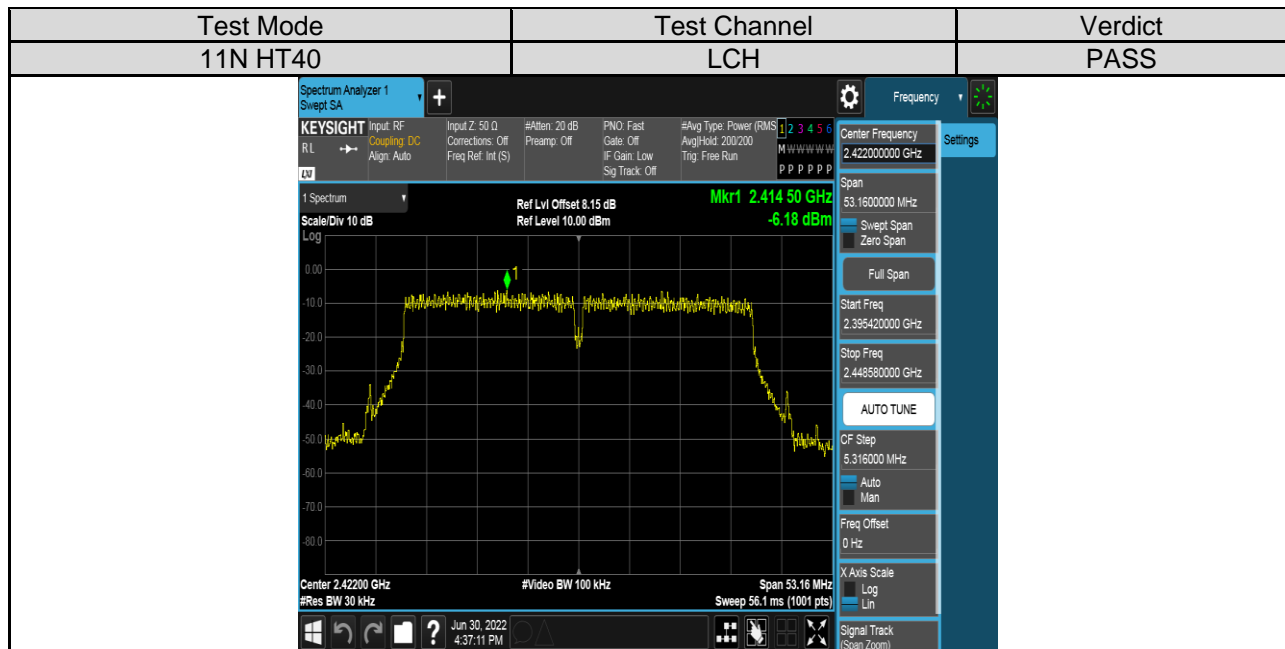 Test Mode Test Channel Verdict
11N HT40 LCH PASS
Spectrum Analyzer 1
Swept SA
Frequency
KEYSIGHT
RL
LXI
Input: RF
Coupling: DC
Align: Auto
Input Z: 50 Ω
Corrections: Off
Freq Ref: Int (S)
#Atten: 20 dB
Preamp: Off
PNO: Fast
Gate: Off
IF Gain: Low
Sig Track: Off
#Avg Type: Power (RMS
Avg|Hold: 200/200
Trig: Free Run
1 2 3 4 5 6
M W W W W W
P P P P P P
Center Frequency
2.422000000 GHz
Settings
Span
53.1600000 MHz
Swept Span
Zero Span
Full Span
Start Freq
2.395420000 GHz
Stop Freq
2.448580000 GHz
AUTO TUNE
CF Step
5.316000 MHz
Auto
Man
Freq Offset
0 Hz
X Axis Scale
Log
Lin
Signal Track
(Span Zoom)
1 Spectrum
Scale/Div 10 dB
Ref Lvl Offset 8.15 dB
Ref Level 10.00 dBm
Mkr1 2.414 50 GHz
-6.18 dBm
Log
1
0.00
-10.0
-20.0
-30.0
-40.0
-50.0
-60.0
-70.0
-80.0
Center 2.42200 GHz
#Res BW 30 kHz
#Video BW 100 kHz
Span 53.16 MHz
Sweep 56.1 ms (1001 pts)
?
Jun 30, 2022
4:37:11 PM